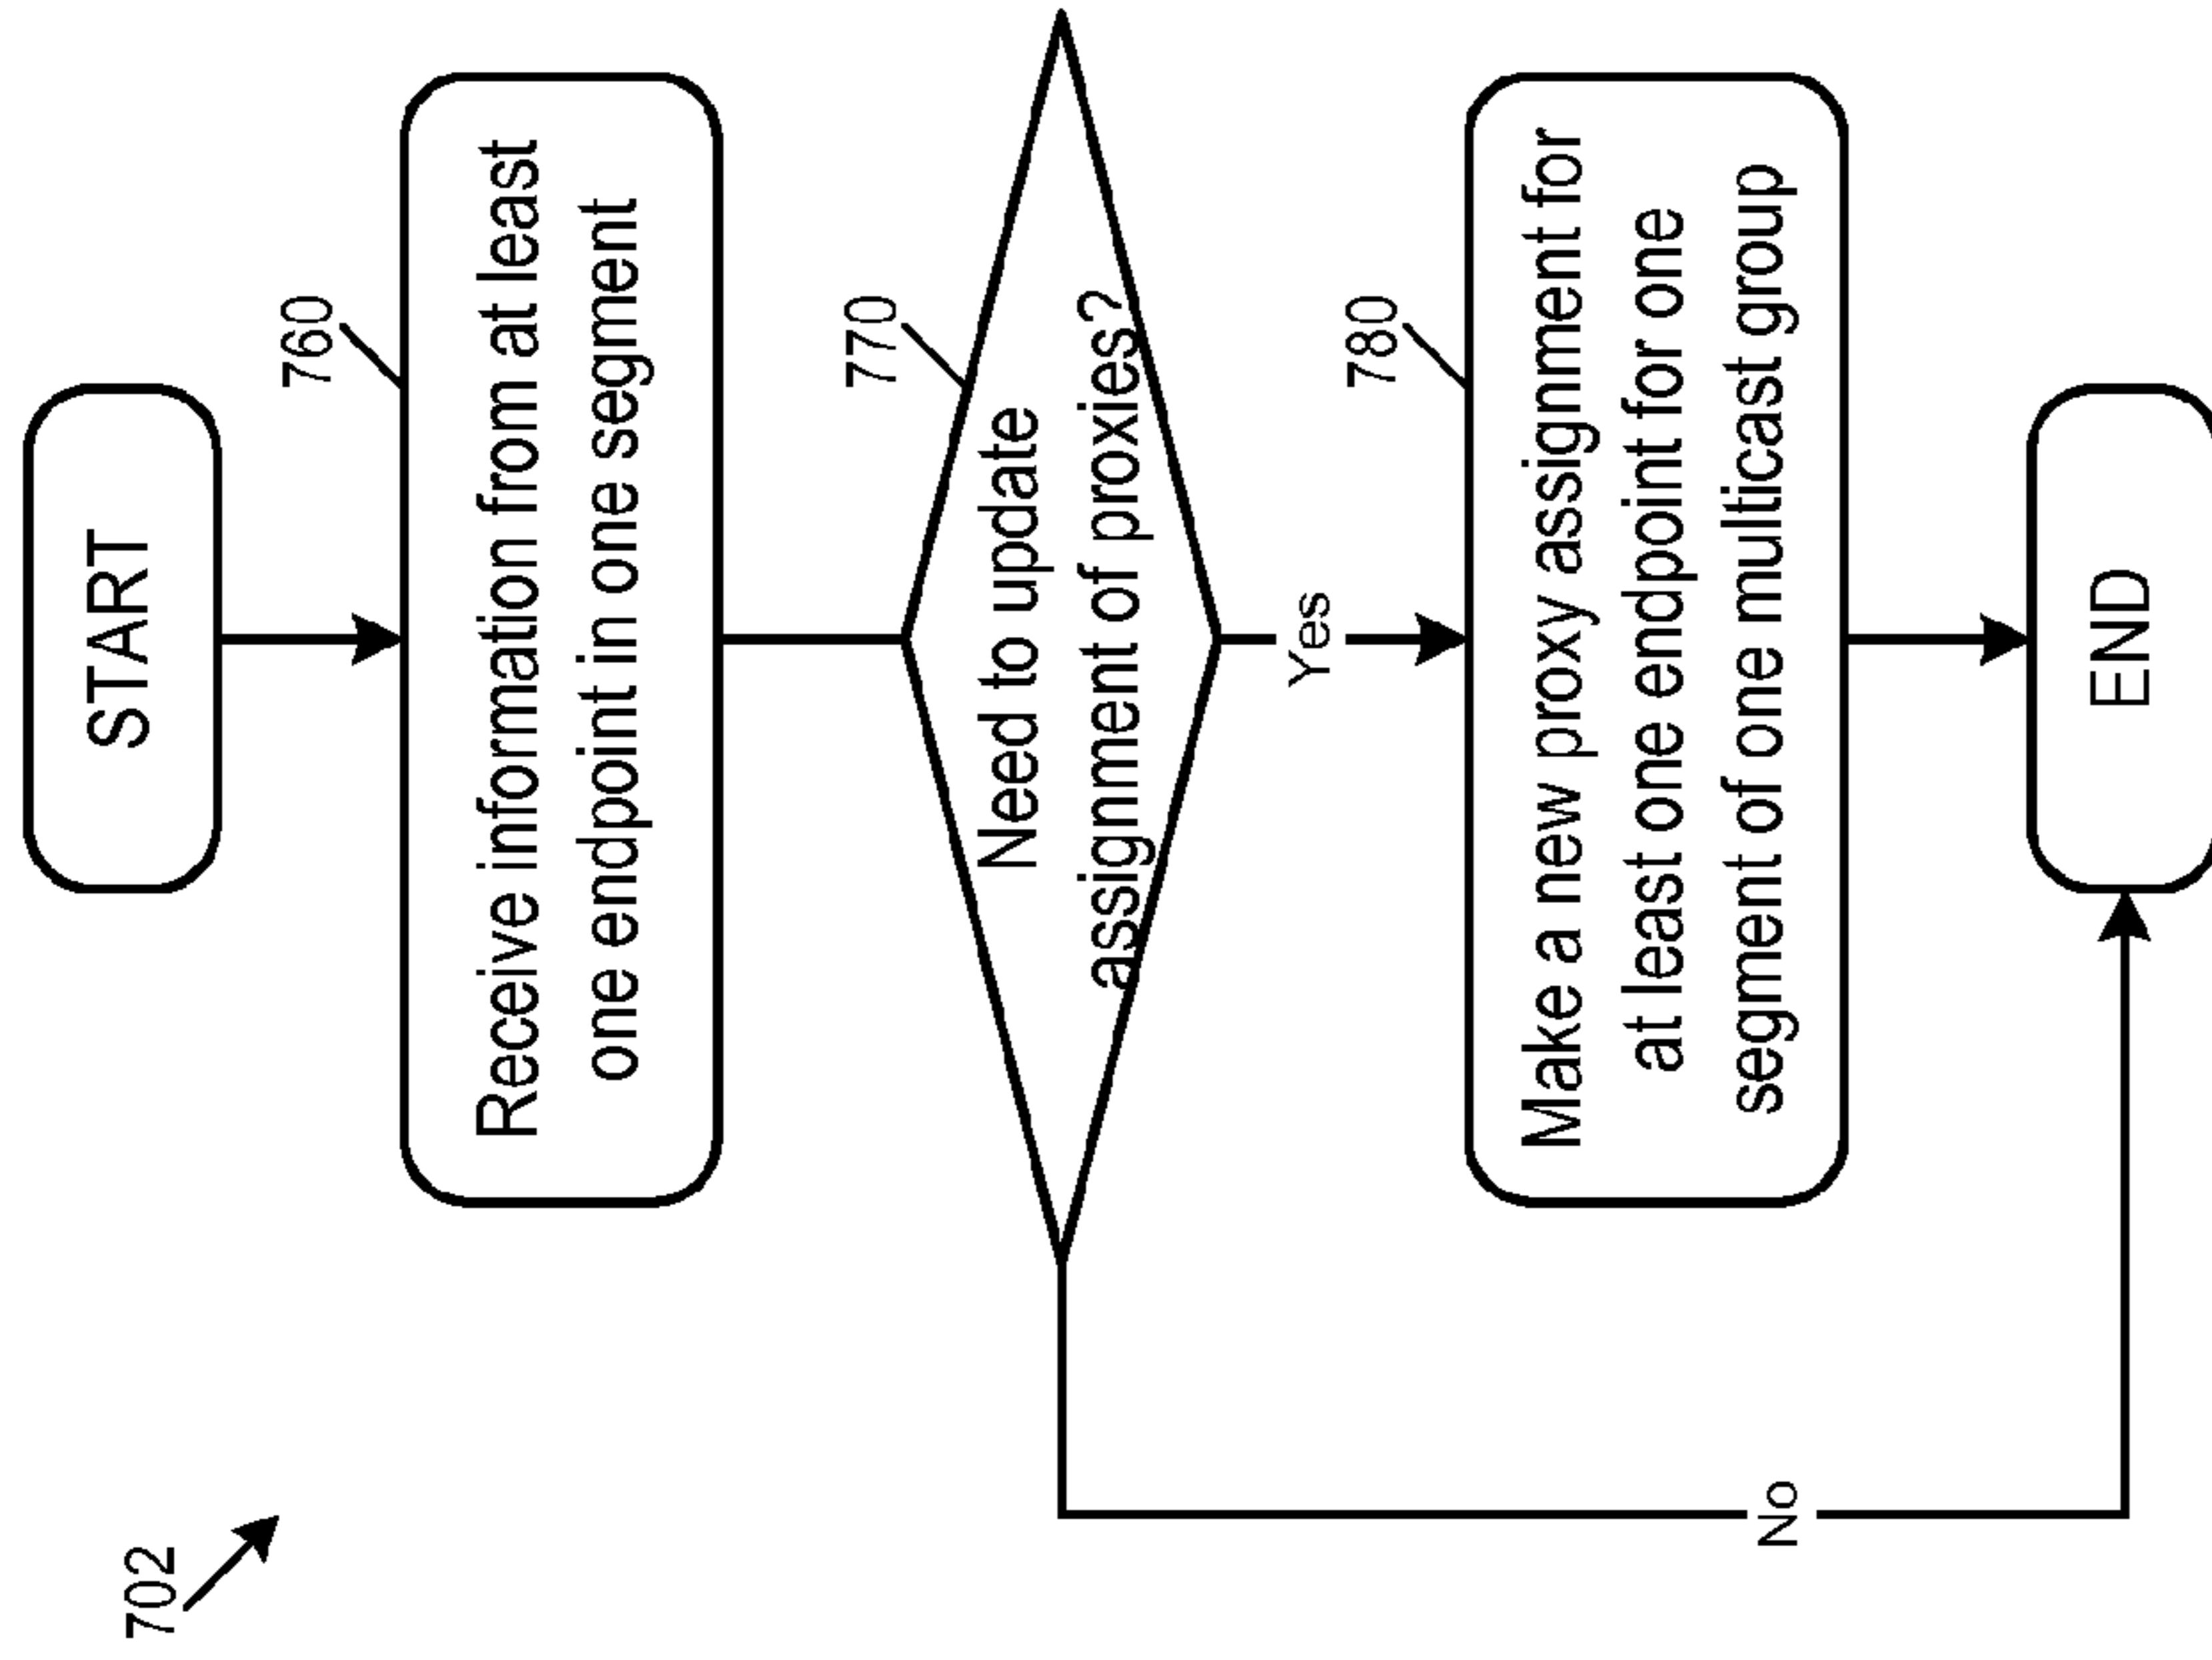 702
START
760
Receive information from at least
one endpoint in one segment
770
Need to update
assignment of proxies?
Yes
780
Make a new proxy assignment for
at least one endpoint for one
segment of one multicast group
No
END